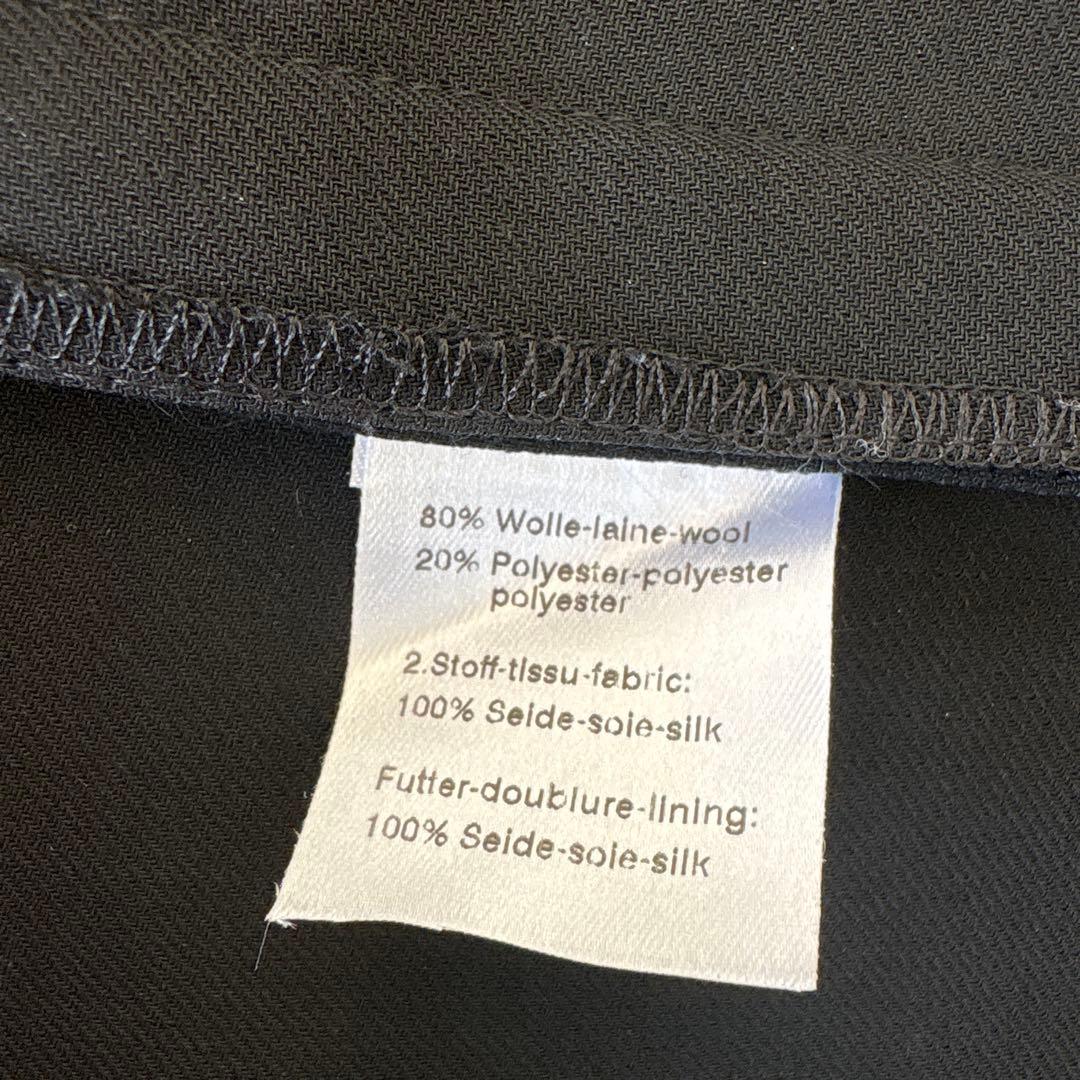 80% Wolle-laine-wool
20% Polyester-polyester
polyester
2.Stoff-tissu-fabric:
100% Seide-soie-silk
Futter-doublure-lining:
100% Seide-soie-silk